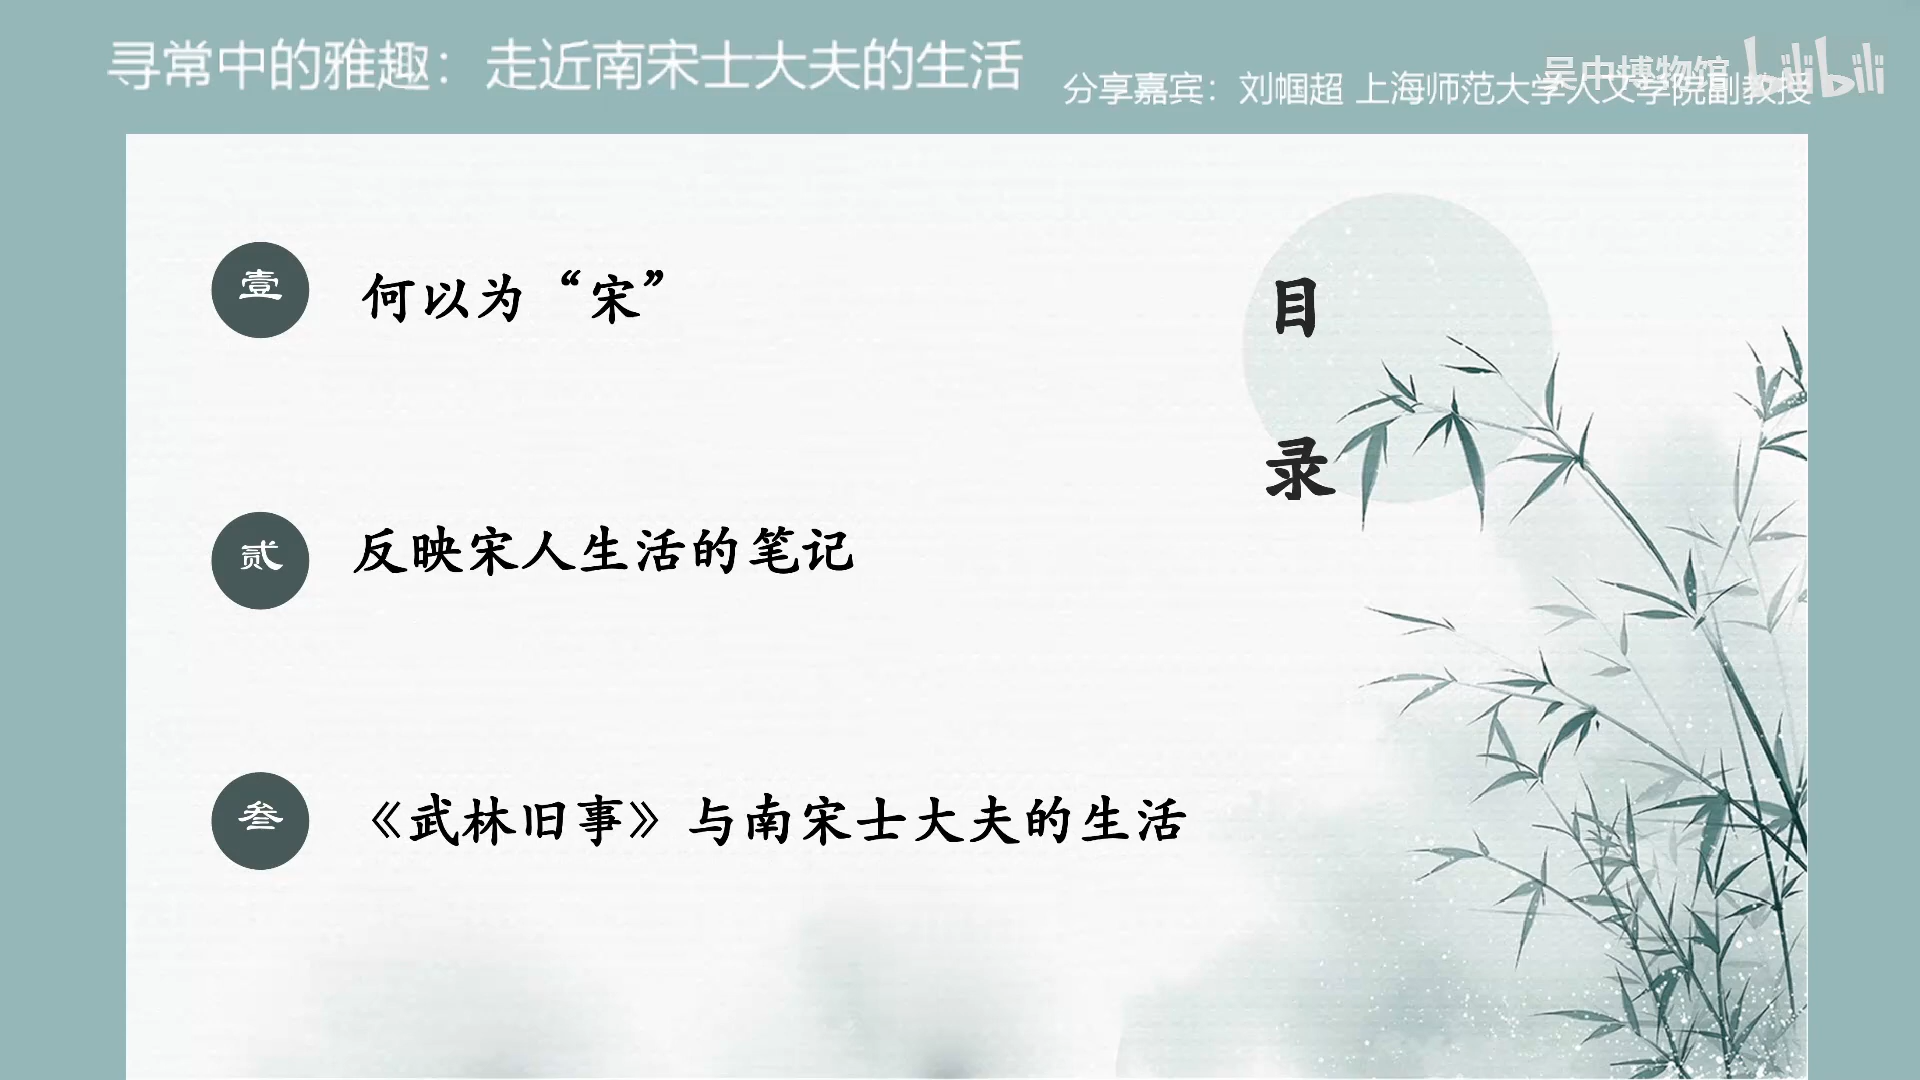 寻常中的雅趣：走近南宋士大夫的生活
分享嘉宾：刘帼超 上海师范大学人文学院副教授
吴中博物馆 bilibili
目录
壹 何以为“宋”
贰 反映宋人生活的笔记
叁 《武林旧事》与南宋士大夫的生活